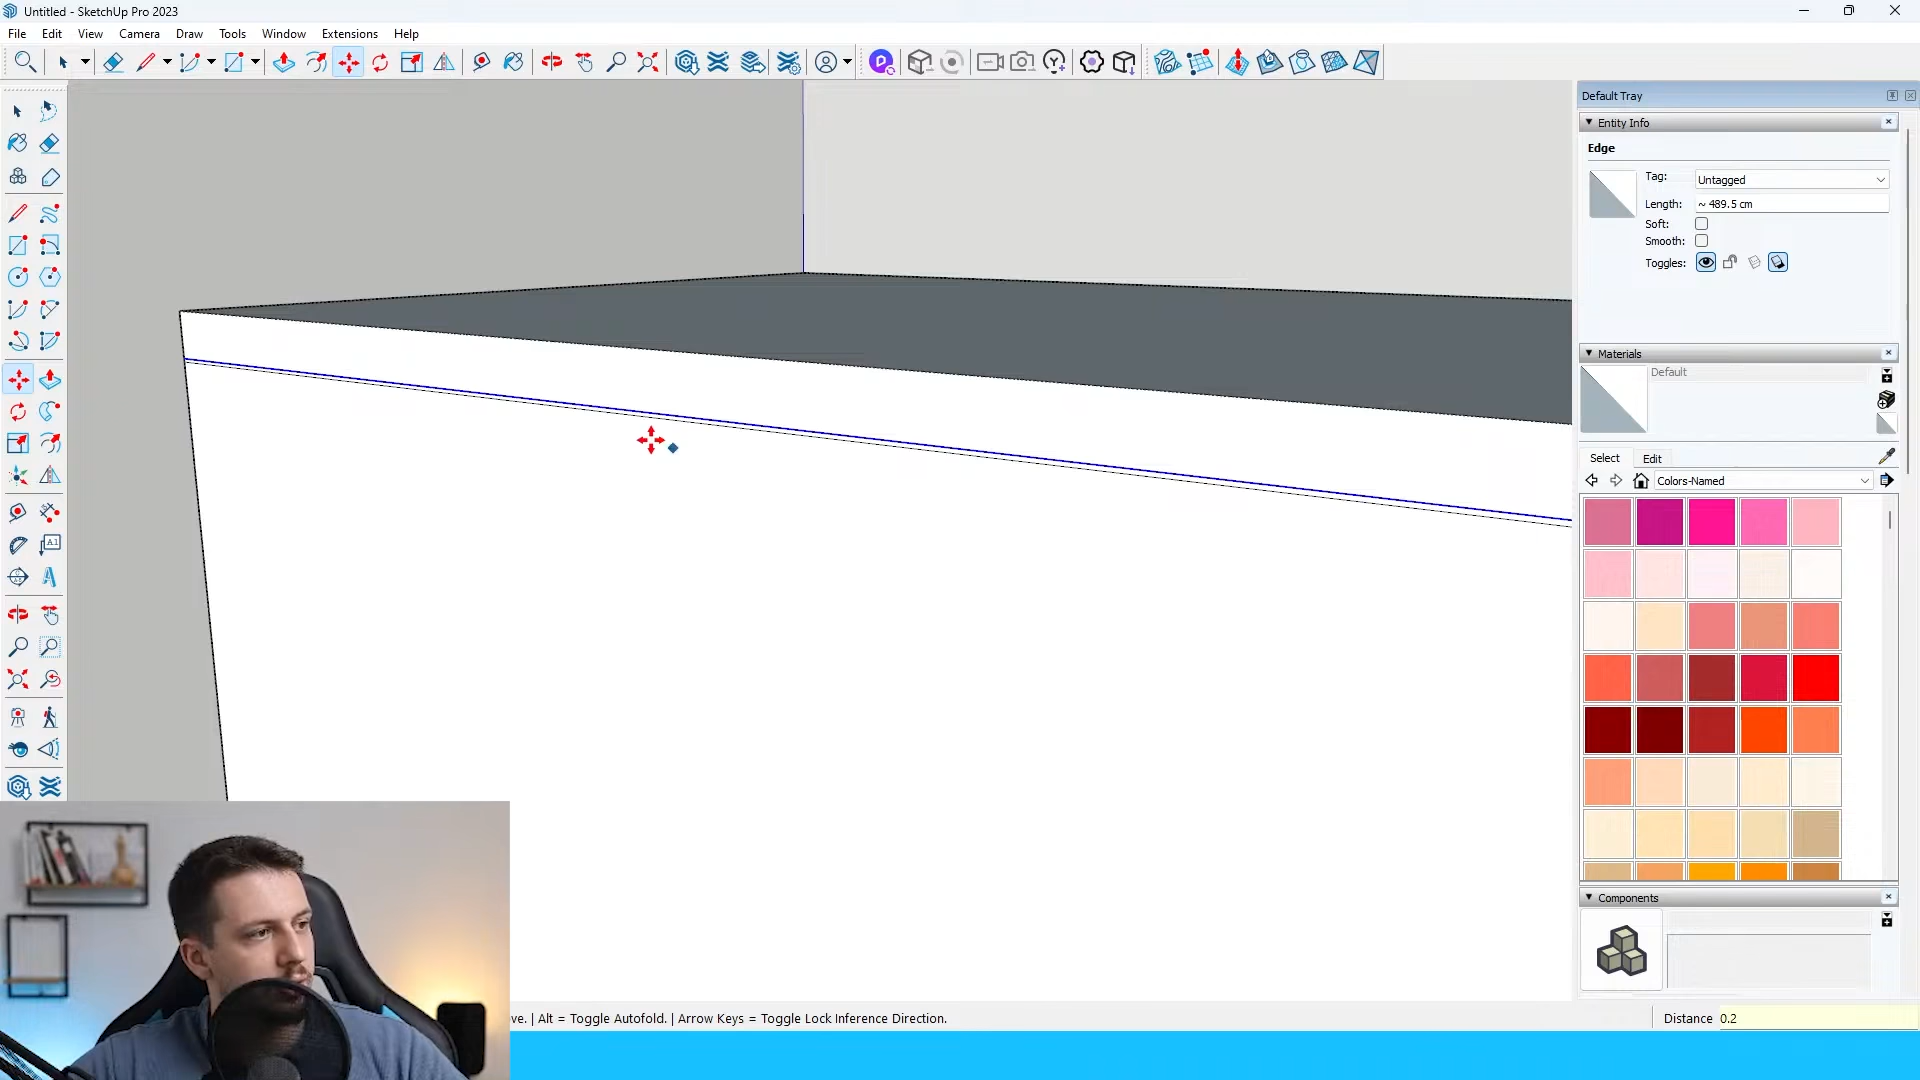 Untitled - SketchUp Pro 2023
File Edit View Camera Draw Tools Window Extensions Help
Default Tray
Entity Info
Edge
Tag: Untagged
Length: ~ 489.5 cm
Soft:
Smooth:
Toggles:
Materials
Default
Select Edit
Colors-Named
Components
ve. | Alt = Toggle Autofold. | Arrow Keys = Toggle Lock Inference Direction.
Distance 0.2